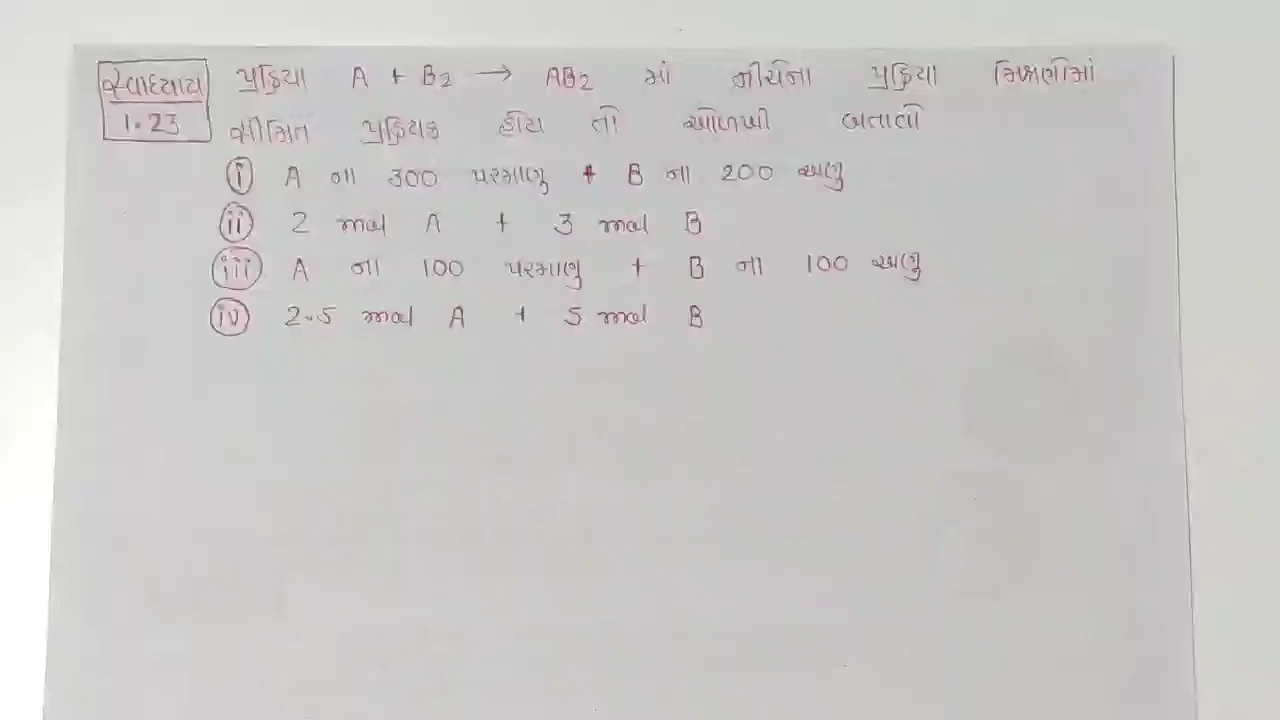 સ્વાધ્યાય 1.23
પ્રક્રિયા A + B2 → AB2 માં નીચેના પ્રક્રિયા મિશ્રણોમાં
સીમિત પ્રક્રિયક હોય તો ઓળખી બતાવો
(i) A ના 300 પરમાણુ + B ના 200 અણુ
(ii) 2 mol A + 3 mol B
(iii) A ના 100 પરમાણુ + B ના 100 અણુ
(iv) 2.5 mol A + 5 mol B